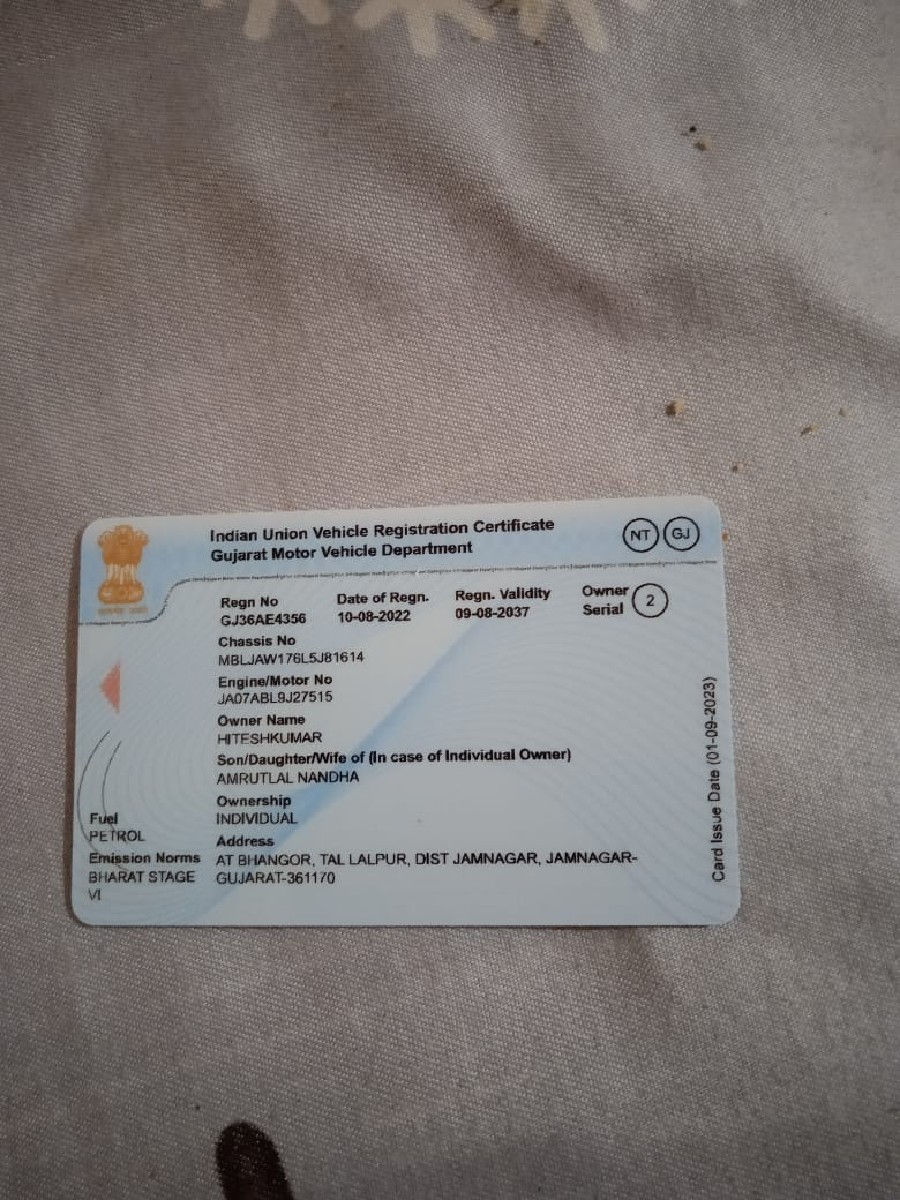 Indian Union Vehicle Registration Certificate
Gujarat Motor Vehicle Department
NT GJ
Regn No Date of Regn. Regn. Validity Owner Serial 2
GJ36AE4356 10-08-2022 09-08-2037
Chassis No
MBLJAW176L5J81614
Engine/Motor No
JA07ABL9J27515
Owner Name
HITESHKUMAR
Son/Daughter/Wife of (In case of Individual Owner)
AMRUTLAL NANDHA
Ownership
INDIVIDUAL
Fuel
PETROL
Address
AT BHANGOR, TAL LALPUR, DIST JAMNAGAR, JAMNAGAR-
GUJARAT-361170
Emission Norms
BHARAT STAGE
VI
Card Issue Date (01-09-2023)